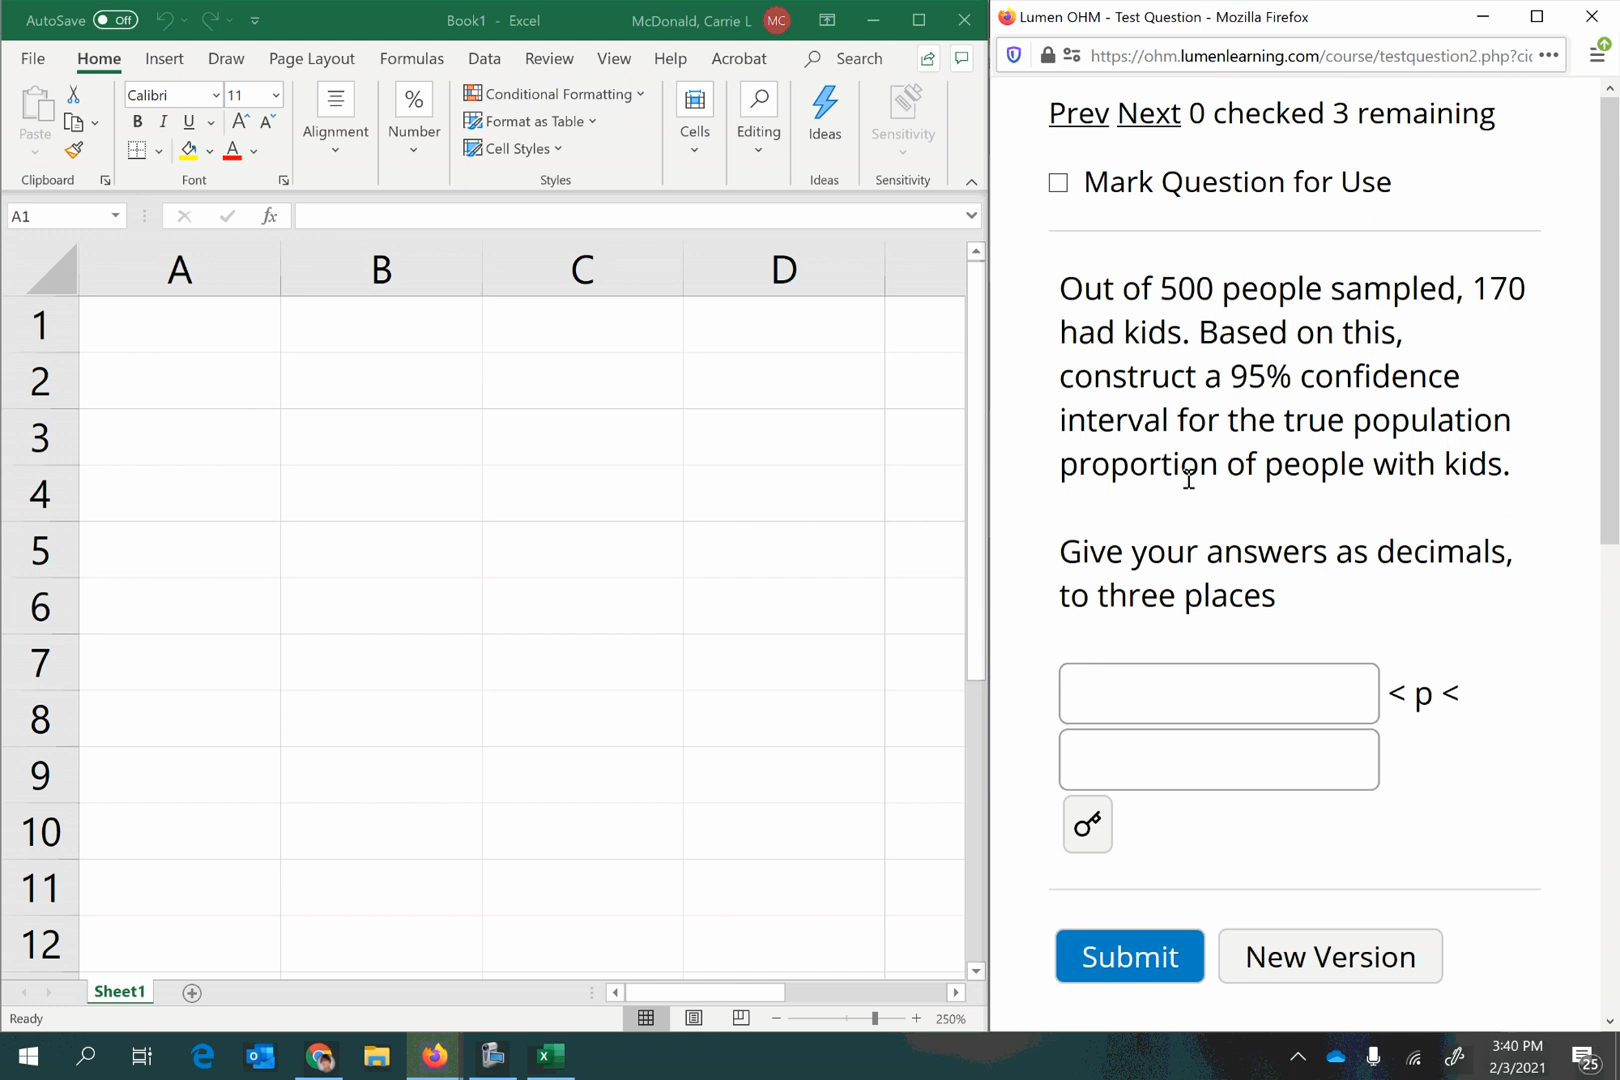 AutoSave Off Book1 - Excel McDonald, Carrie L MC
File Home Insert Draw Page Layout Formulas Data Review View Help Acrobat Search
Paste Calibri 11 Alignment % Number Conditional Formatting Cells Editing Ideas Sensitivity
B I U A A Format as Table
A Cell Styles
Clipboard Font Styles Ideas Sensitivity
A1 fx
A B C D
1
2
3
4
5
6
7
8
9
10
11
12
Sheet1
Ready 250%
Lumen OHM - Test Question - Mozilla Firefox
https://ohm.lumenlearning.com/course/testquestion2.php?cid
Prev Next 0 checked 3 remaining
Mark Question for Use
Out of 500 people sampled, 170
had kids. Based on this,
construct a 95% confidence
interval for the true population
proportion of people with kids.
Give your answers as decimals,
to three places
< p <
Submit New Version
3:40 PM
2/3/2021
25